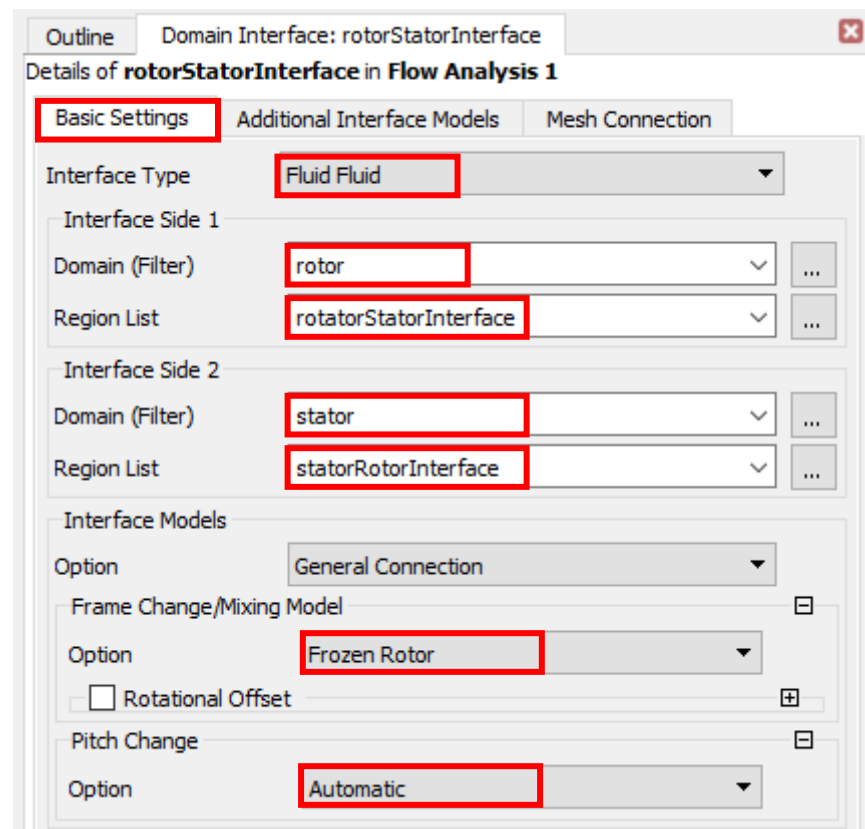 Outline Domain Interface: rotorStatorInterface
Details of rotorStatorInterface in Flow Analysis 1
Basic Settings Additional Interface Models Mesh Connection
Interface Type Fluid Fluid
Interface Side 1
Domain (Filter) rotor ...
Region List rotatorStatorInterface ...
Interface Side 2
Domain (Filter) stator ...
Region List statorRotorInterface ...
Interface Models
Option General Connection
Frame Change/Mixing Model
Option Frozen Rotor
Rotational Offset
Pitch Change
Option Automatic